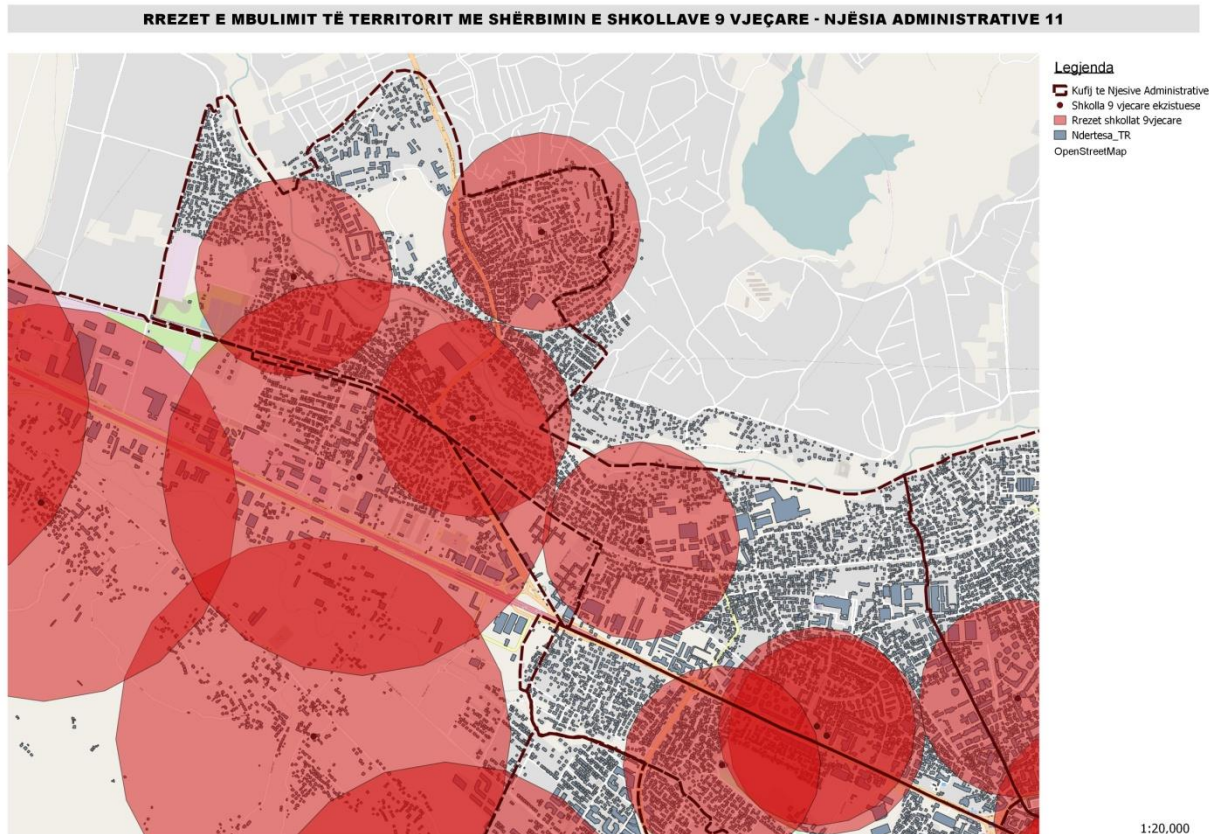 RREZET E MBULIMIT TË TERRITORIT ME SHËRBIMIN E SHKOLLAVE 9 VJEÇARE - NJËSIA ADMINISTRATIVE 11
Legjenda
Kufij te Njesive Administrative
Shkolla 9 vjecare ekzistuese
Rrezet shkollat 9vjecare
Ndertesa_TR
OpenStreetMap
1:20,000